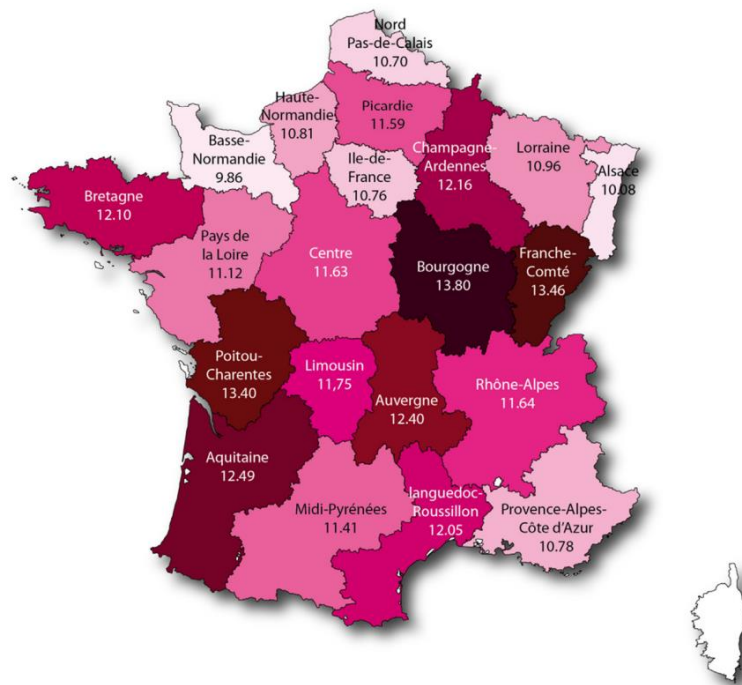 Nord
Pas-de-Calais
10.70
Haute-
Normandie
10.81
Picardie
11.59
Basse-
Normandie
9.86
Ile-de-
France
10.76
Champagne-
Ardennes
12.16
Lorraine
10.96
Alsace
10.08
Bretagne
12.10
Pays de
la Loire
11.12
Centre
11.63
Bourgogne
13.80
Franche-
Comté
13.46
Poitou-
Charentes
13.40
Limousin
11,75
Auvergne
12.40
Rhône-Alpes
11.64
Aquitaine
12.49
Midi-Pyrénées
11.41
languedoc-
Roussillon
12.05
Provence-Alpes-
Côte d'Azur
10.78